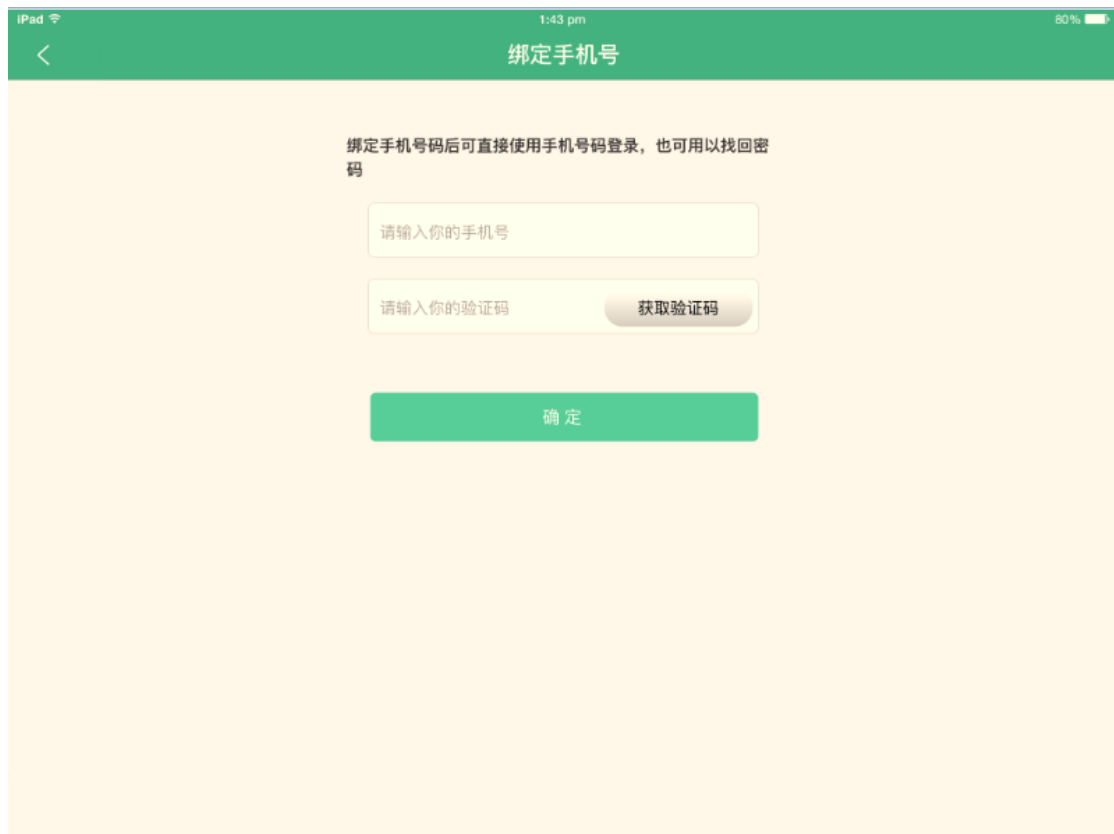 iPad 1:43 pm 80%
绑定手机号
绑定手机号码后可直接使用手机号码登录，也可用以找回密
码
请输入你的手机号
请输入你的验证码 获取验证码
确定